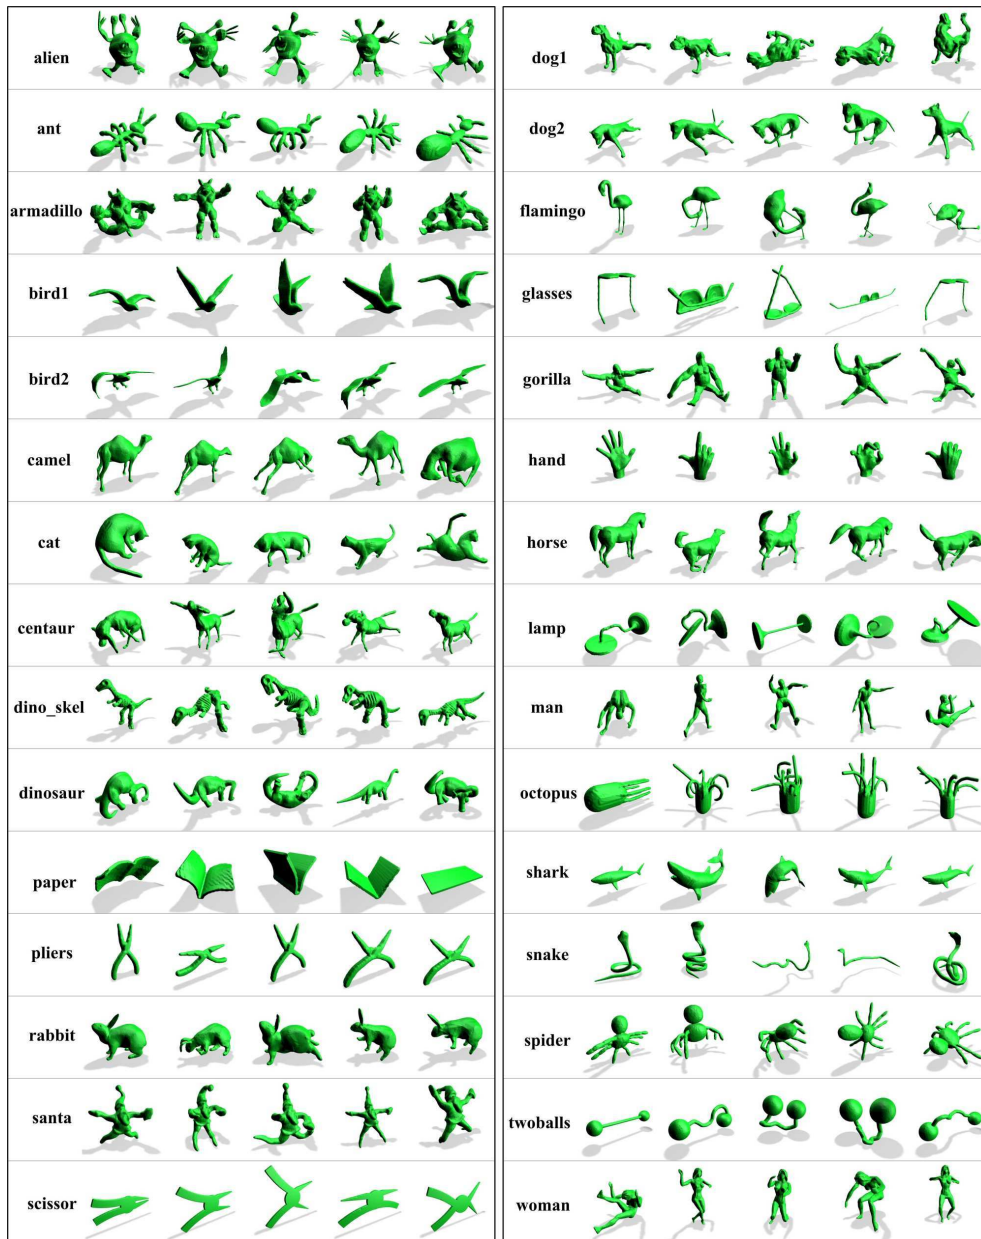 alien
ant
armadillo
bird1
bird2
camel
cat
centaur
dino_skel
dinosaur
paper
pliers
rabbit
santa
scissor
dog1
dog2
flamingo
glasses
gorilla
hand
horse
lamp
man
octopus
shark
snake
spider
twoballs
woman